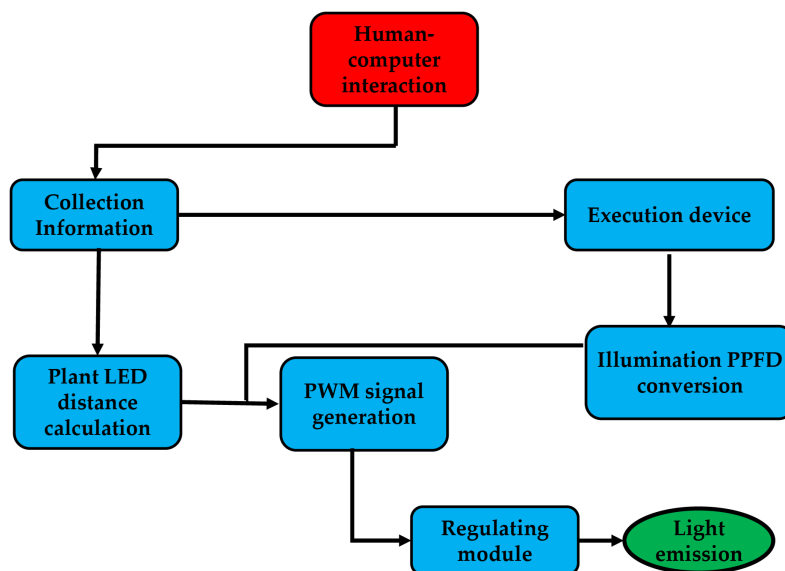 Human-
computer
interaction
Collection
Information
Execution device
Plant LED
distance
calculation
PWM signal
generation
Illumination PPFD
conversion
Regulating
module
Light
emission